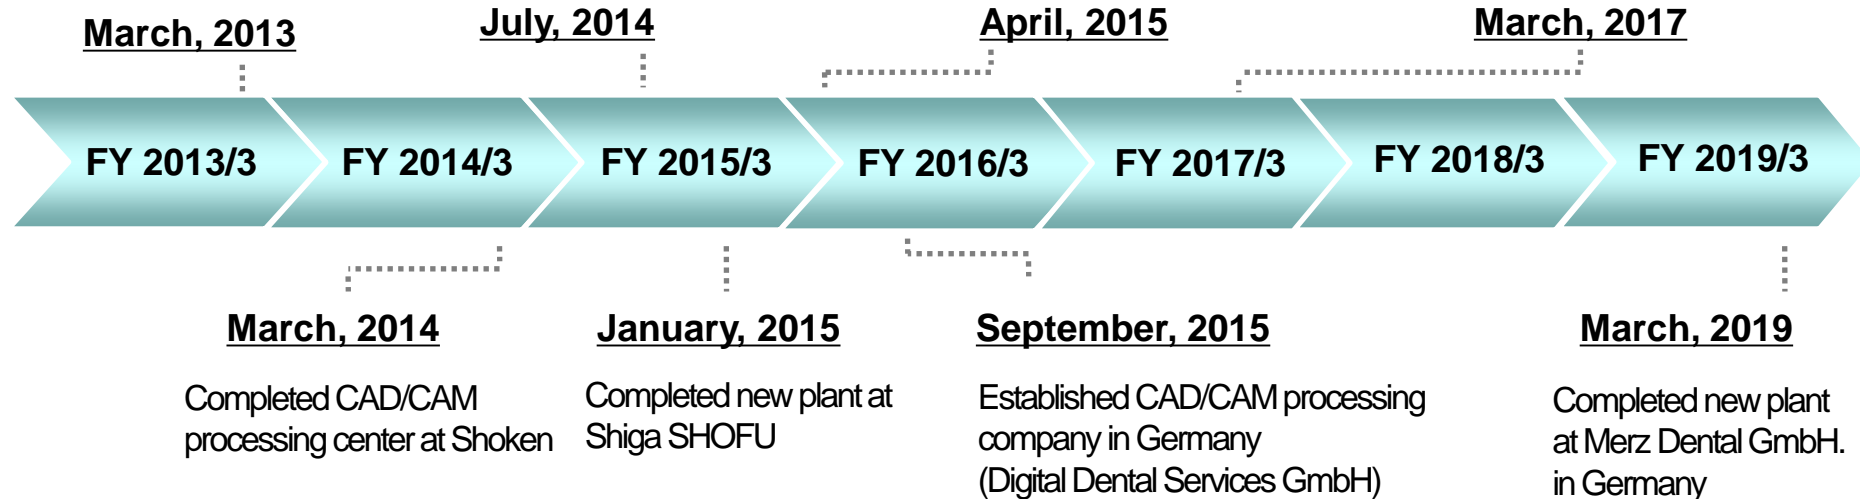 March, 2013
July, 2014
April, 2015
March, 2017
FY 2013/3
FY 2014/3
FY 2015/3
FY 2016/3
FY 2017/3
FY 2018/3
FY 2019/3
March, 2014
Completed CAD/CAM
processing center at Shoken
January, 2015
Completed new plant at
Shiga SHOFU
September, 2015
Established CAD/CAM processing
company in Germany
(Digital Dental Services GmbH)
March, 2019
Completed new plant
at Merz Dental GmbH.
in Germany